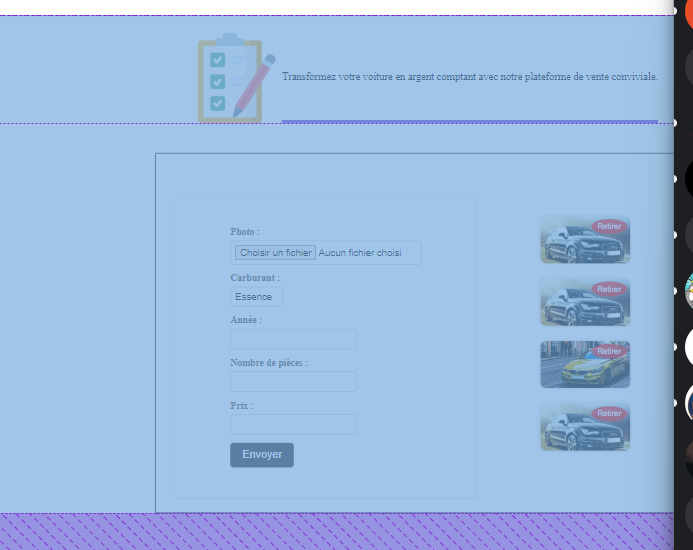 Transformez votre voiture en argent comptant avec notre plateforme de vente conviviale.
Photo :
Choisir un fichier Aucun fichier choisi
Carburant :
Essence
Année :
Nombre de pièces :
Prix :
Envoyer
Retirer
Retirer
Retirer
Retirer